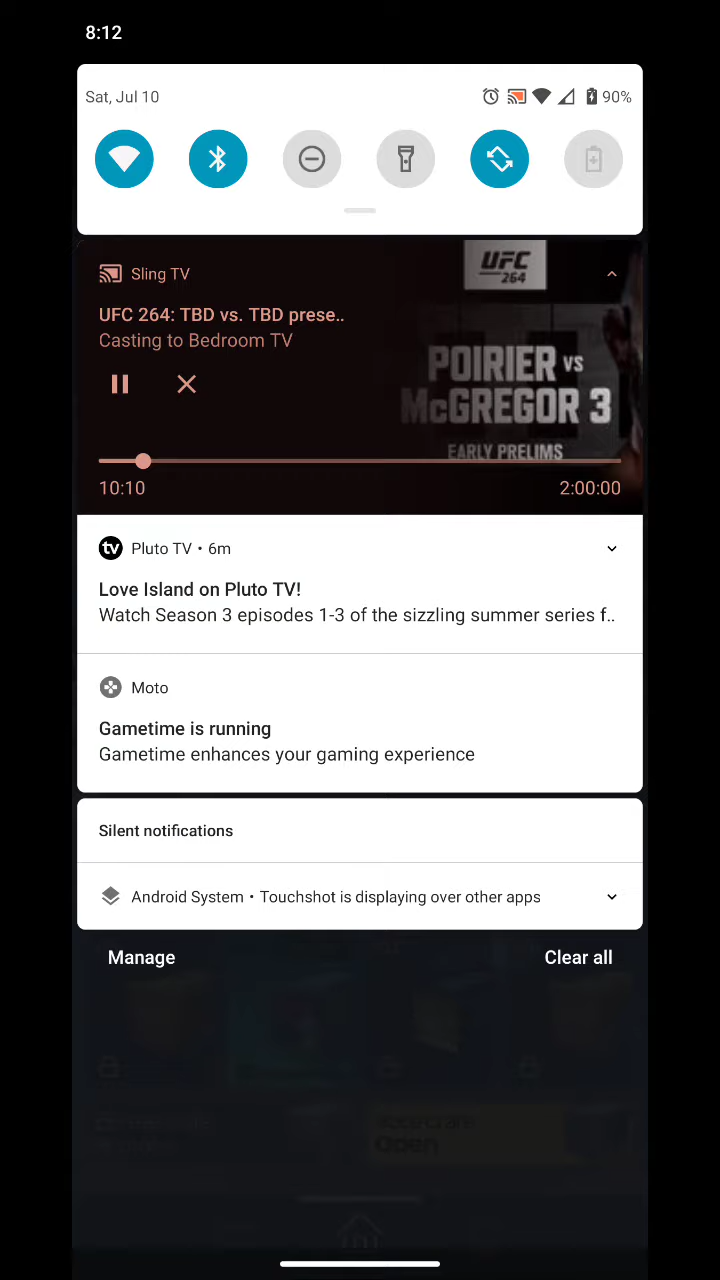 8:12
Sat, Jul 10
90%
Sling TV
UFC
264
UFC 264: TBD vs. TBD prese..
Casting to Bedroom TV
POIRIER VS
McGREGOR 3
EARLY PRELIMS
10:10
2:00:00
tv
Pluto TV • 6m
Love Island on Pluto TV!
Watch Season 3 episodes 1-3 of the sizzling summer series f..
Moto
Gametime is running
Gametime enhances your gaming experience
Silent notifications
Android System • Touchshot is displaying over other apps
Manage
Clear all
Open